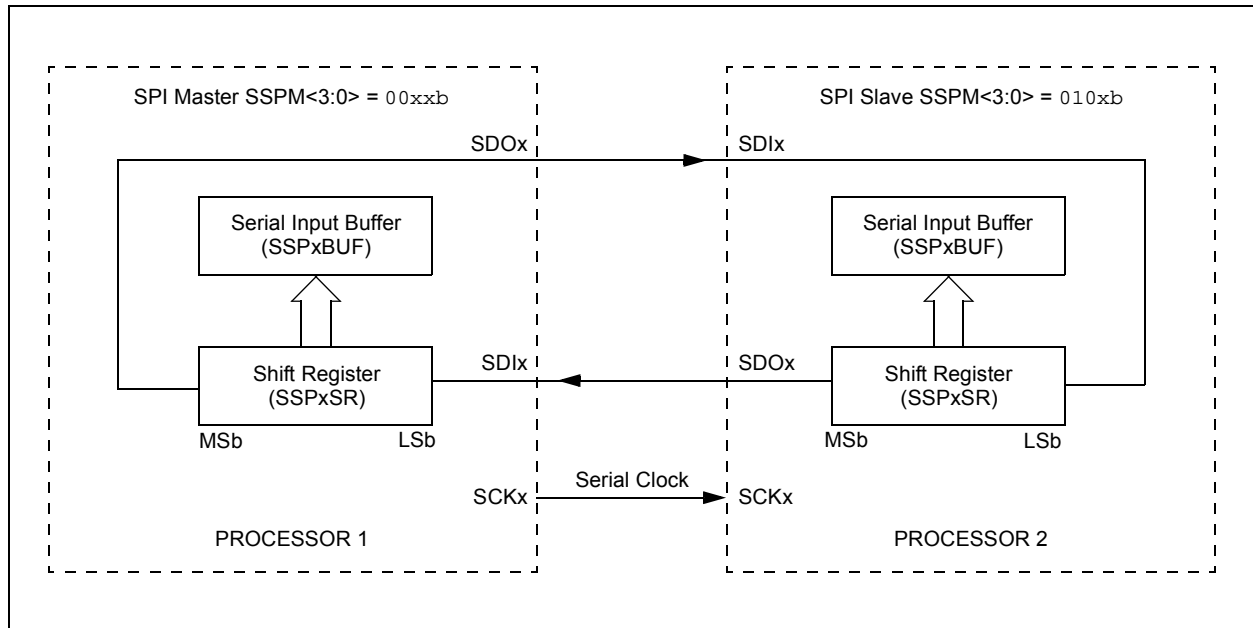 SPI Master SSPM<3:0> = 00xxb
SPI Slave SSPM<3:0> = 010xb
SDOx
SDIx
Serial Input Buffer
(SSPxBUF)
Serial Input Buffer
(SSPxBUF)
SDIx
SDOx
Shift Register
(SSPxSR)
Shift Register
(SSPxSR)
MSb
LSb
MSb
LSb
Serial Clock
SCKx
SCKx
PROCESSOR 1
PROCESSOR 2